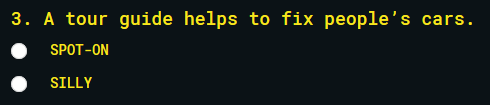 3. A tour guide helps to fix people’s cars.
SPOT-ON
SILLY